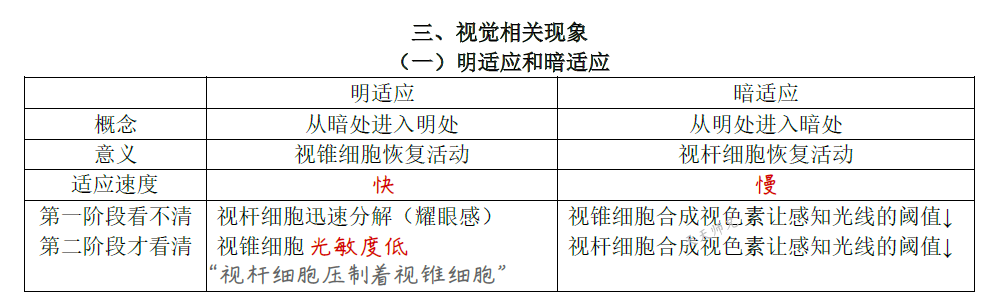 三、视觉相关现象
（一）明适应和暗适应
明适应 暗适应
概念 从暗处进入明处 从明处进入暗处
意义 视锥细胞恢复活动 视杆细胞恢复活动
适应速度 快 慢
第一阶段看不清 视杆细胞迅速分解（耀眼感） 视锥细胞合成视色素让感知光线的阈值↓
第二阶段才看清 视锥细胞 光敏度低 视杆细胞合成视色素让感知光线的阈值↓
“视杆细胞压制着视锥细胞”